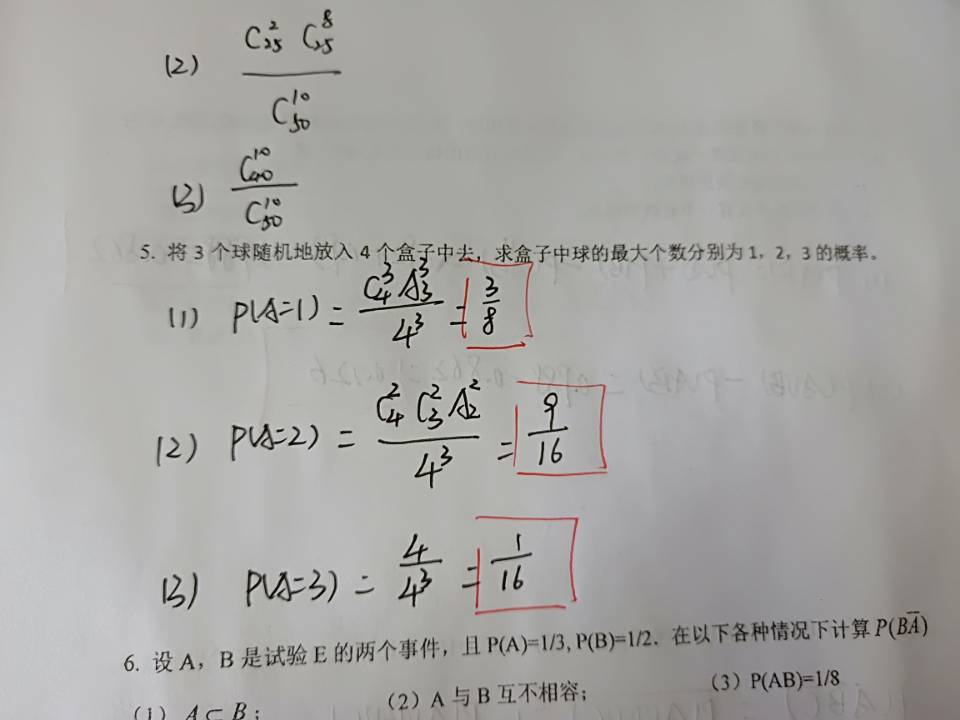 (2) \frac{C_{25}^{2} C_{25}^{8}}{C_{50}^{10}}
(3) \frac{C_{40}^{10}}{C_{50}^{10}}
5. 将 3 个球随机地放入 4 个盒子中去，求盒子中球的最大个数分别为 1，2，3 的概率。
(1) P(A=1) = \frac{C_4^3 A_3^3}{4^3} = \frac{3}{8}
(2) P(A=2) = \frac{C_4^2 C_3^2 A_2^2}{4^3} = \frac{9}{16}
(3) P(A=3) = \frac{4}{4^3} = \frac{1}{16}
6. 设 A，B 是试验 E 的两个事件，且 P(A)=1/3, P(B)=1/2．在以下各种情况下计算 P(B\overline{A})
(1) A⊂B；  (2) A 与 B 互不相容；  (3) P(AB)=1/8